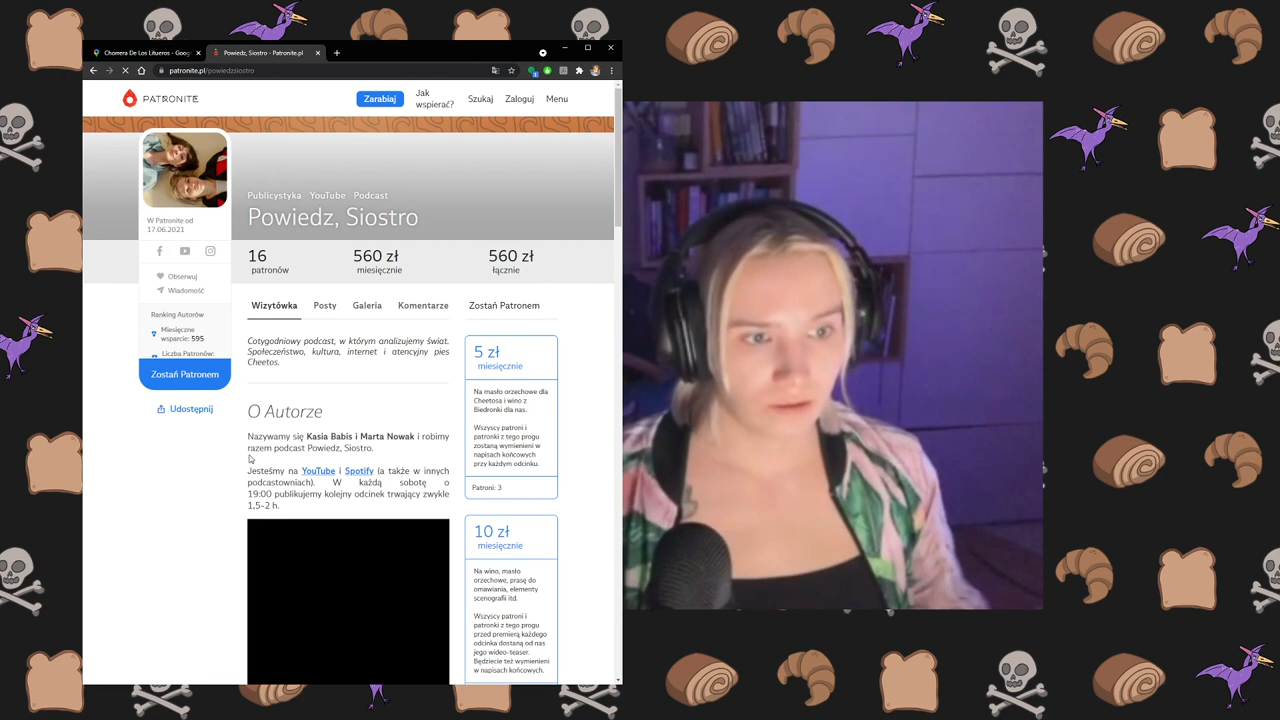 Chorrera De Los Litueros - Goog
Powiedz, Siostro - Patronite.pl
patronite.pl/powiedzsiostro
PATRONITE
Zarabiaj
Jak
wspierać?
Szukaj
Zaloguj
Menu
W Patronite od
17.06.2021
Obserwuj
Wiadomość
Ranking Autorów
Miesięczne
wsparcie: 595
Liczba Patronów:
Zostań Patronem
Udostępnij
Publicystyka YouTube Podcast
Powiedz, Siostro
16
patronów
560 zł
miesięcznie
560 zł
łącznie
Wizytówka Posty Galeria Komentarze
Cotygodniowy podcast, w którym analizujemy świat.
Społeczeństwo, kultura, internet i atencyjny pies
Cheetos.
O Autorze
Nazywamy się Kasia Babis i Marta Nowak i robimy
razem podcast Powiedz, Siostro.
Jesteśmy na YouTube i Spotify (a także w innych
podcastowniach). W każdą sobotę o
19:00 publikujemy kolejny odcinek trwający zwykle
1,5-2 h.
Zostań Patronem
5 zł
miesięcznie
Na masło orzechowe dla
Cheetosa i wino z
Biedronki dla nas.
Wszyscy patroni i
patronki z tego progu
zostaną wymienieni w
napisach końcowych
przy każdym odcinku.
Patroni: 3
10 zł
miesięcznie
Na wino, masło
orzechowe, prasę do
omawiania, elementy
scenografii itd.
Wszyscy patroni i
patronki z tego progu
przed premierą każdego
odcinka dostaną od nas
jego wideo-teaser.
Będziecie też wymienieni
w napisach końcowych.